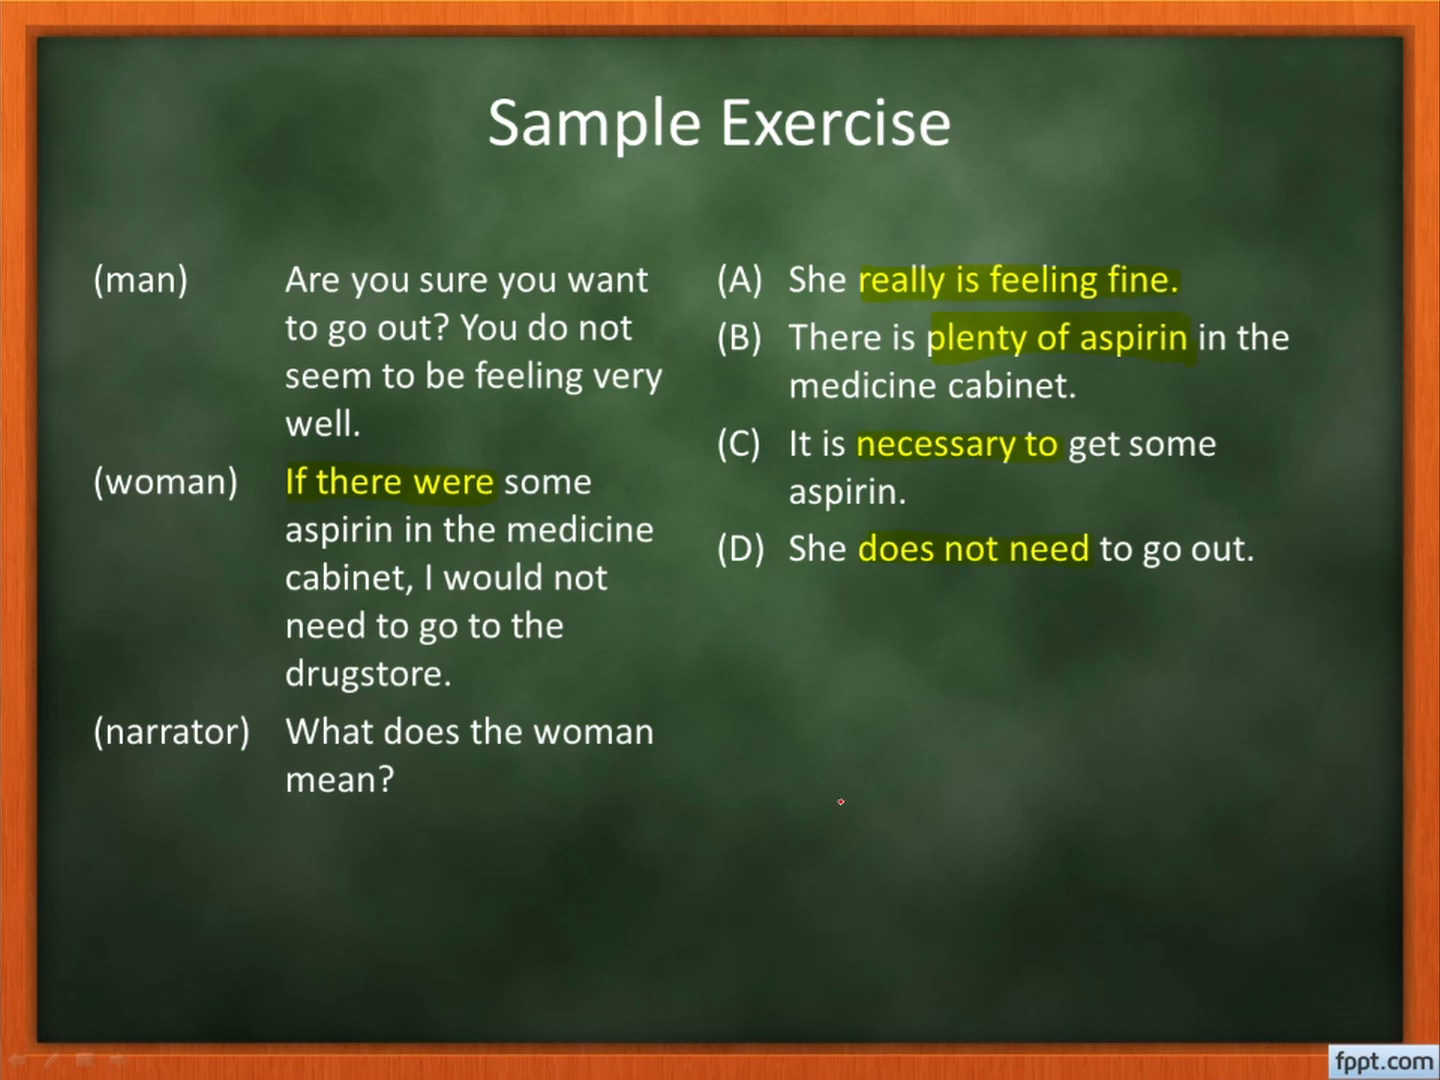 Sample Exercise
(man) Are you sure you want
to go out? You do not
seem to be feeling very
well.
(woman) If there were some
aspirin in the medicine
cabinet, I would not
need to go to the
drugstore.
(narrator) What does the woman
mean?
(A) She really is feeling fine.
(B) There is plenty of aspirin in the
medicine cabinet.
(C) It is necessary to get some
aspirin.
(D) She does not need to go out.
fppt.com